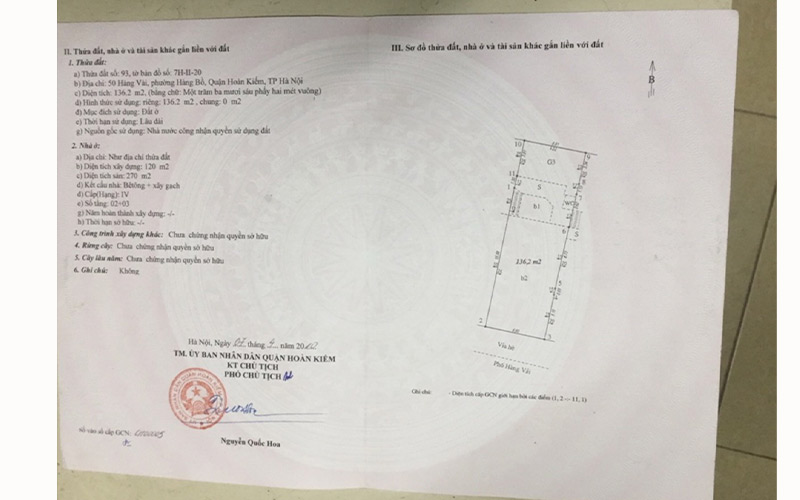 II. Thửa đất, nhà ở và tài sản khác gắn liền với đất
1. Thửa đất:
a) Thửa đất số: 93, tờ bản đồ số: 7H-II-20
b) Địa chỉ: 50 Hàng Vải, phường Hàng Bồ, Quận Hoàn Kiếm, TP Hà Nội
c) Diện tích: 136.2 m2, (bằng chữ: Một trăm ba mươi sáu phẩy hai mét vuông)
d) Hình thức sử dụng: riêng: 136.2 m2, chung: 0 m2
đ) Mục đích sử dụng: Đất ở
e) Thời hạn sử dụng: Lâu dài
g) Nguồn gốc sử dụng: Nhà nước công nhận quyền sử dụng đất
2. Nhà ở:
a) Địa chỉ: Như địa chỉ thửa đất
b) Diện tích xây dựng: 120 m2
c) Diện tích sàn: 270 m2
d) Kết cấu nhà: Bêtông + xây gạch
đ) Cấp(Hạng): IV
e) Số tầng: 02+03
g) Năm hoàn thành xây dựng: -/-
h) Thời hạn sở hữu: -/-
3. Công trình xây dựng khác: Chưa chứng nhận quyền sở hữu
4. Rừng cây: Chưa chứng nhận quyền sở hữu
5. Cây lâu năm: Chưa chứng nhận quyền sở hữu
6. Ghi chú: Không
Hà Nội, Ngày tháng năm 20
TM. ỦY BAN NHÂN DÂN QUẬN HOÀN KIẾM
KT CHỦ TỊCH
PHÓ CHỦ TỊCH
Nguyễn Quốc Hoa
Số vào sổ cấp GCN:
III. Sơ đồ thửa đất, nhà ở và tài sản khác gắn liền với đất
B
10
G3
11
S
1
b1
6
S
5
136,2 m2
b2
2
3
Vỉa hè
Phố Hàng Vải
Ghi chú: - Diện tích cấp GCN giới hạn bởi các điểm (1, 2 — 11, 1)